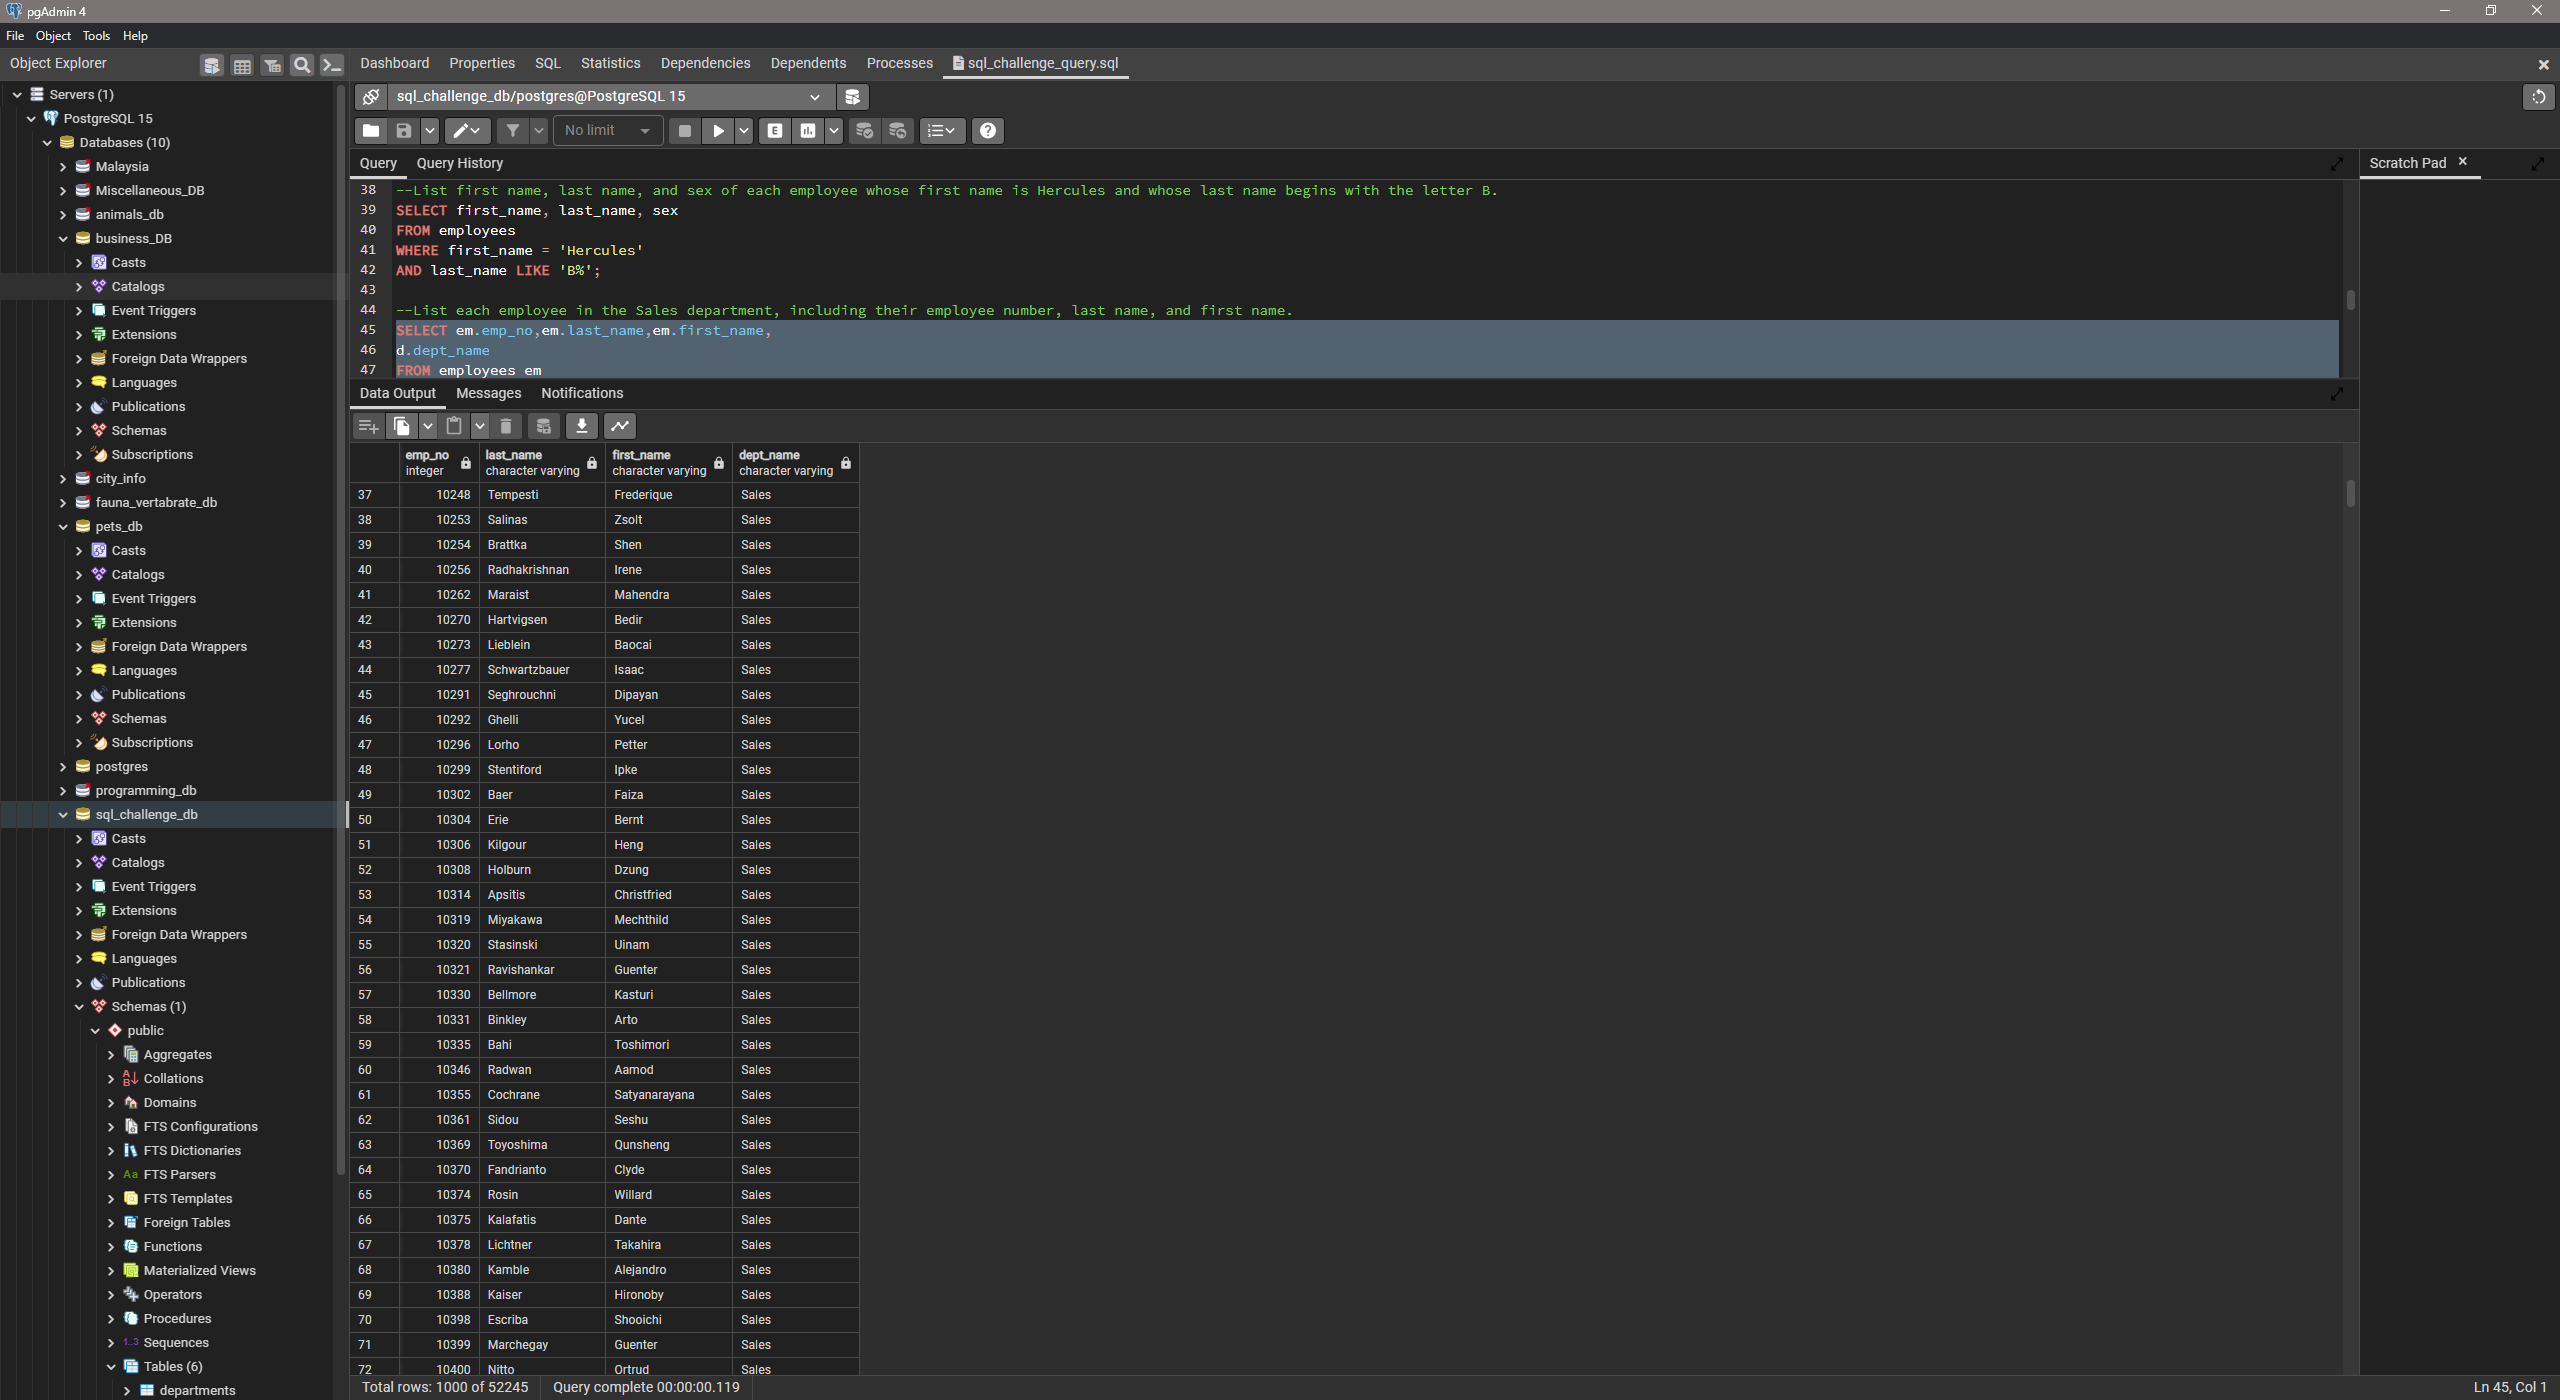 pgAdmin 4
File Object Tools Help
Object Explorer
Servers (1)
PostgreSQL 15
Databases (10)
Malaysia
Miscellaneous_DB
animals_db
business_DB
Casts
Catalogs
Event Triggers
Extensions
Foreign Data Wrappers
Languages
Publications
Schemas
Subscriptions
city_info
fauna_vertabrate_db
pets_db
Casts
Catalogs
Event Triggers
Extensions
Foreign Data Wrappers
Languages
Publications
Schemas
Subscriptions
postgres
programming_db
sql_challenge_db
Casts
Catalogs
Event Triggers
Extensions
Foreign Data Wrappers
Languages
Publications
Schemas (1)
public
Aggregates
Collations
Domains
FTS Configurations
FTS Dictionaries
Aa FTS Parsers
FTS Templates
Foreign Tables
Functions
Materialized Views
Operators
Procedures
1..3 Sequences
Tables (6)
departments
Dashboard Properties SQL Statistics Dependencies Dependents Processes sql_challenge_query.sql
sql_challenge_db/postgres@PostgreSQL 15
No limit E
Query Query History
Scratch Pad
38 --List first name, last name, and sex of each employee whose first name is Hercules and whose last name begins with the letter B.
39 SELECT first_name, last_name, sex
40 FROM employees
41 WHERE first_name = 'Hercules'
42 AND last_name LIKE 'B%';
43
44 --List each employee in the Sales department, including their employee number, last name, and first name.
45 SELECT em.emp_no,em.last_name,em.first_name,
46 d.dept_name
47 FROM employees em
Data Output Messages Notifications
emp_no last_name first_name dept_name
integer character varying character varying character varying
37 10248 Tempesti Frederique Sales
38 10253 Salinas Zsolt Sales
39 10254 Brattka Shen Sales
40 10256 Radhakrishnan Irene Sales
41 10262 Maraist Mahendra Sales
42 10270 Hartvigsen Bedir Sales
43 10273 Lieblein Baocai Sales
44 10277 Schwartzbauer Isaac Sales
45 10291 Seghrouchni Dipayan Sales
46 10292 Ghelli Yucel Sales
47 10296 Lorho Petter Sales
48 10299 Stentiford Ipke Sales
49 10302 Baer Faiza Sales
50 10304 Erie Bernt Sales
51 10306 Kilgour Heng Sales
52 10308 Holburn Dzung Sales
53 10314 Apsitis Christfried Sales
54 10319 Miyakawa Mechthild Sales
55 10320 Stasinski Uinam Sales
56 10321 Ravishankar Guenter Sales
57 10330 Bellmore Kasturi Sales
58 10331 Binkley Arto Sales
59 10335 Bahi Toshimori Sales
60 10346 Radwan Aamod Sales
61 10355 Cochrane Satyanarayana Sales
62 10361 Sidou Seshu Sales
63 10369 Toyoshima Qunsheng Sales
64 10370 Fandrianto Clyde Sales
65 10374 Rosin Willard Sales
66 10375 Kalafatis Dante Sales
67 10378 Lichtner Takahira Sales
68 10380 Kamble Alejandro Sales
69 10388 Kaiser Hironoby Sales
70 10398 Escriba Shooichi Sales
71 10399 Marchegay Guenter Sales
72 10400 Nitto Ortrud Sales
Total rows: 1000 of 52245 Query complete 00:00:00.119 Ln 45, Col 1